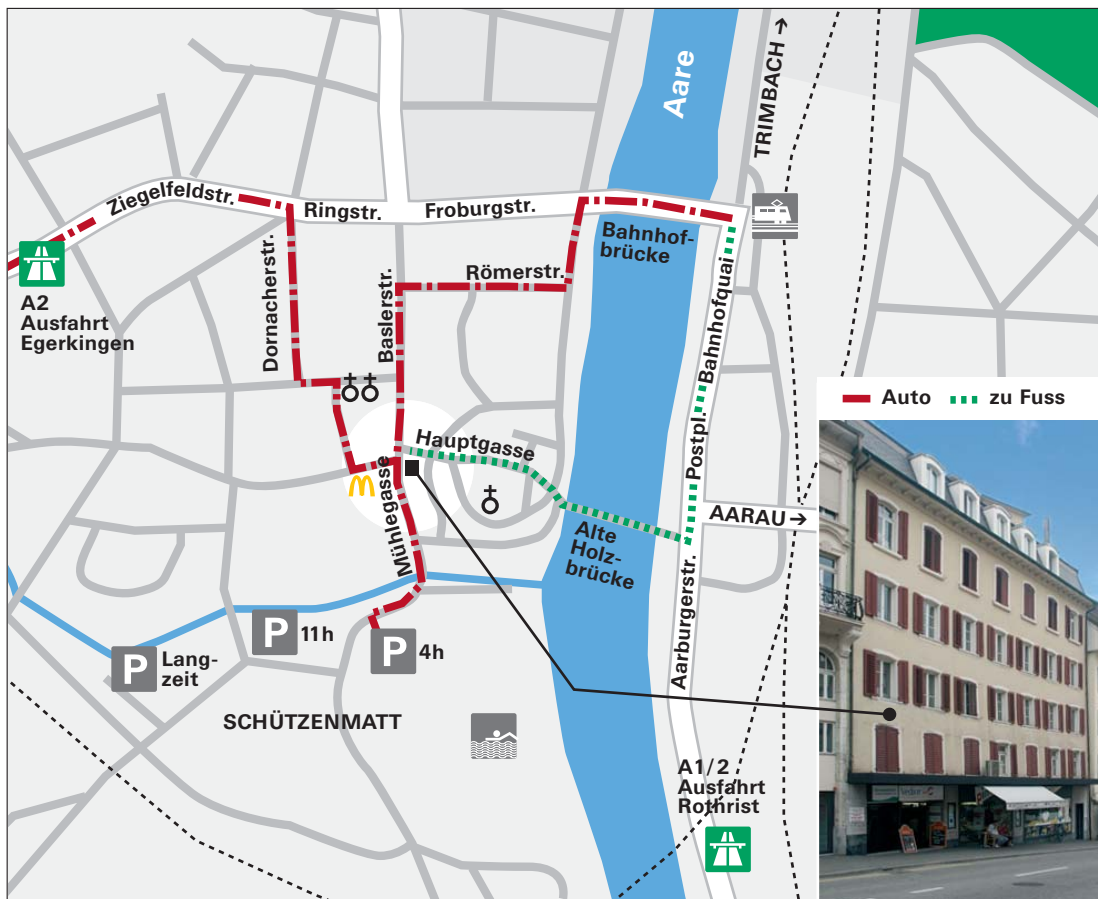 Aare
TRIMBACH →
Ziegelfeldstr.
Ringstr.
Froburgstr.
Bahnhof-
brücke
Römerstr.
Baslerstr.
Dornacherstr.
A2
Ausfahrt
Egerkingen
Bahnhofquai
Postpl.
Auto
zu Fuss
Hauptgasse
Mühlegasse
Alte
Holz-
brücke
AARAU →
Aarburgerstr.
P 11h
P 4h
P Lang-
zeit
SCHÜTZENMATT
A1/2
Ausfahrt
Rothrist